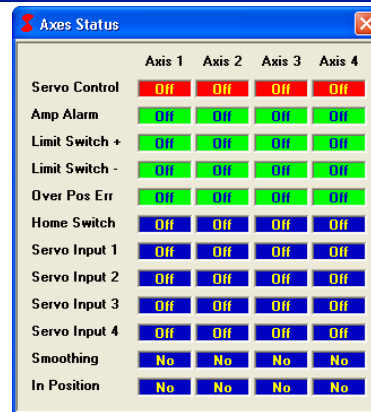 Axes Status
Axis 1 Axis 2 Axis 3 Axis 4
Servo Control Off Off Off Off
Amp Alarm Off Off Off Off
Limit Switch + Off Off Off Off
Limit Switch - Off Off Off Off
Over Pos Err Off Off Off Off
Home Switch Off Off Off Off
Servo Input 1 Off Off Off Off
Servo Input 2 Off Off Off Off
Servo Input 3 Off Off Off Off
Servo Input 4 Off Off Off Off
Smoothing No No No No
In Position No No No No